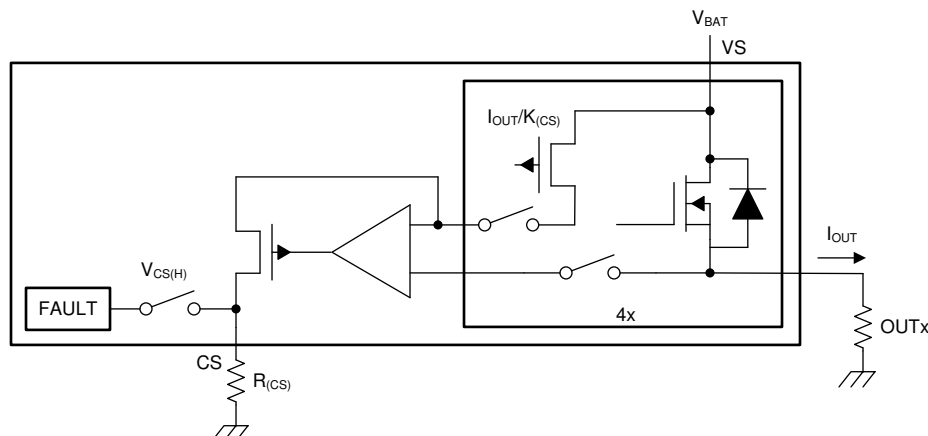 V_BAT
VS
I_OUT/K_(CS)
I_OUT
V_CS(H)
FAULT
4x
OUTx
CS
R_(CS)